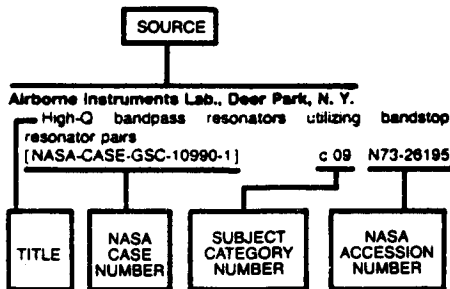 SOURCE
Airborne Instruments Lab., Deer Park, N. Y.
High-Q bandpass resonators utilizing bandstop
resonator pairs
[NASA-CASE-GSC-10990-1] c 09 N73-26195
TITLE
NASA
CASE
NUMBER
SUBJECT
CATEGORY
NUMBER
NASA
ACCESSION
NUMBER